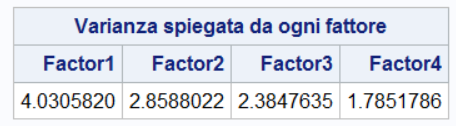 Varianza spiegata da ogni fattore
Factor1 Factor2 Factor3 Factor4
4.0305820 2.8588022 2.3847635 1.7851786